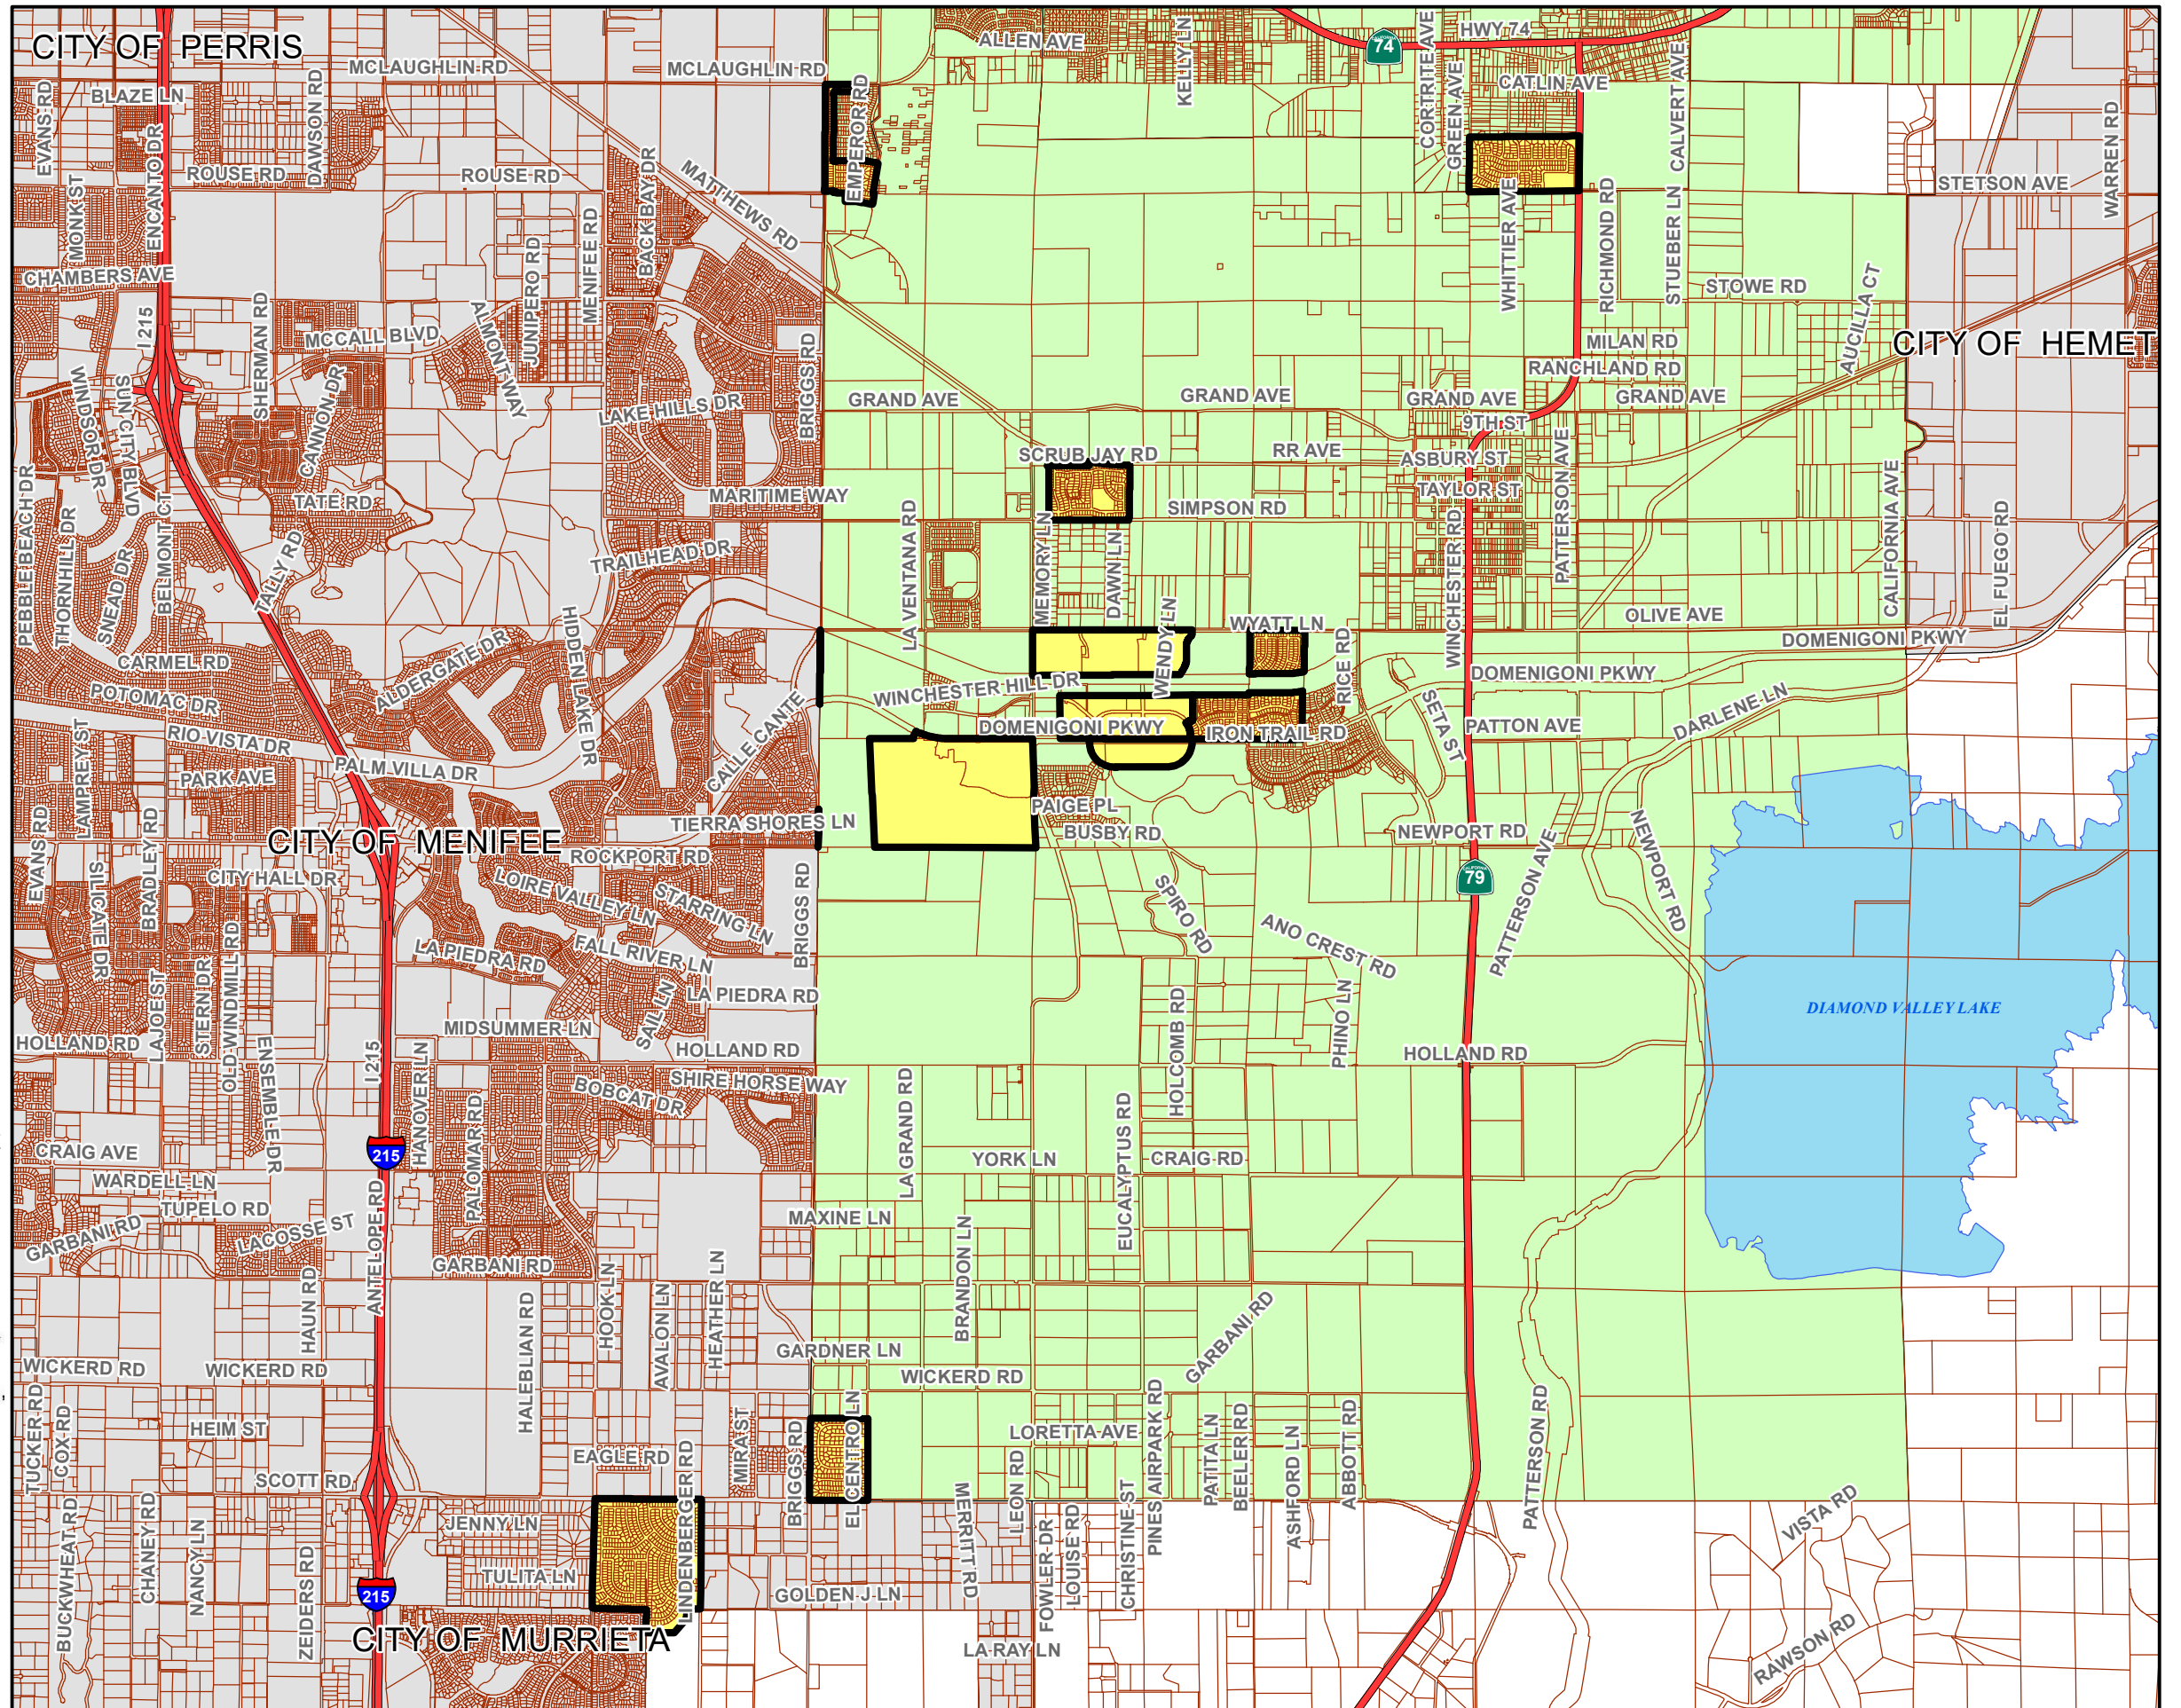 CITY OF PERRIS
MCLAUGHLIN RD
MCLAUGHLIN RD
ALLEN AVE
KELLY LN
74
HWY 74
CORTRITE AVE
GREEN AVE
CATLIN AVE
CALVERT AVE
WARREN RD
EVANS RD
BLAZE LN
ENCANTO DR
DAWSON RD
EMPEROR RD
ROUSE RD
ROUSE RD
MONK ST
BACK BAY DR
MATTHEWS RD
MENIFEE RD
JUNIPERO RD
WHITTIER AVE
RICHMOND RD
STUEBER LN
STETSON AVE
CHAMBERS AVE
STOWE RD
AUCILLA CT
I 215
SHERMAN RD
MCCALL BLVD
ALMONT WAY
BRIGGS RD
MILAN RD
RANCHLAND RD
CITY OF HEMET
WINDSOR DR
SUN CITY BLVD
CANNON DR
LAKE HILLS DR
GRAND AVE
GRAND AVE
GRAND AVE
GRAND AVE
9TH ST
SCRUB JAY RD
RR AVE
ASBURY ST
PATTERSON AVE
TAYLOR ST
PEBBLE BEACH DR
THORNHILL DR
SNEAD DR
BELMONT CT
TATE RD
TALLY RD
MARITIME WAY
SIMPSON RD
LA VENTANA RD
MEMORY LN
DAWN LN
WINCHESTER RD
CALIFORNIA AVE
EL FUEGO RD
TRAILHEAD DR
HIDDEN LAKE DR
WENDY LN
WYATT LN
RICE RD
OLIVE AVE
DOMENIGONI PKWY
CARMEL RD
POTOMAC DR
ALDERGATE DR
WINCHESTER HILL DR
DOMENIGONI PKWY
SETA ST
DARLENE LN
CALLE CANTE
LAMPREY ST
RIO VISTA DR
DOMENIGONI PKWY
IRON TRAIL RD
PATTON AVE
PARK AVE
PALM VILLA DR
EVANS RD
BRADLEY RD
TIERRA SHORES LN
PAIGE PL
BUSBY RD
NEWPORT RD
NEWPORT RD
CITY OF MENIFEE
ROCKPORT RD
SILICATE DR
CITY HALL DR
LOIRE VALLEY LN
STARRING LN
BRIGGS RD
79
PATTERSON AVE
SPIRO RD
ANO CREST RD
LA PIEDRA RD
FALL RIVER LN
LA PIEDRA RD
LA JOE ST
STERN DR
OLD WINDMILL RD
SAIL LN
HOLCOMB RD
PHINO LN
DIAMOND VALLEY LAKE
MIDSUMMER LN
HOLLAND RD
HOLLAND RD
HOLLAND RD
ENSEMBLE DR
I 215
HANOVER LN
BOBCAT DR
SHIRE HORSE WAY
LA GRAND RD
EUCALYPTUS RD
PALOMAR RD
CRAIG AVE
215
YORK LN
CRAIG RD
WARDELL LN
TUPELO RD
MAXINE LN
GARBANI RD
LACOSSE ST
ANTELOPE RD
GARBANI RD
BRANDON LN
HAUN RD
HALEBLIAN RD
HOOK LN
AVALON LN
HEATHER LN
GARBANI RD
GARDNER LN
WICKERD RD
WICKERD RD
WICKERD RD
TUCKER RD
COX RD
HEIM ST
EAGLE RD
MIRA ST
BRIGGS RD
EL CENTRO LN
LORETTA AVE
PINES AIRPARK RD
PATITA LN
BEELER RD
ASHFORD LN
ABBOTT RD
PATTERSON RD
SCOTT RD
LINDENBERGER RD
MERRITT RD
LEON RD
BUCKWHEAT RD
CHANEY RD
NANCY LN
ZEIDERS RD
JENNY LN
TULITA LN
GOLDEN J LN
FOWLER DR
LOUISE RD
CHRISTINE ST
VISTA RD
215
CITY OF MURRIETA
LA RAY LN
RAWSON RD